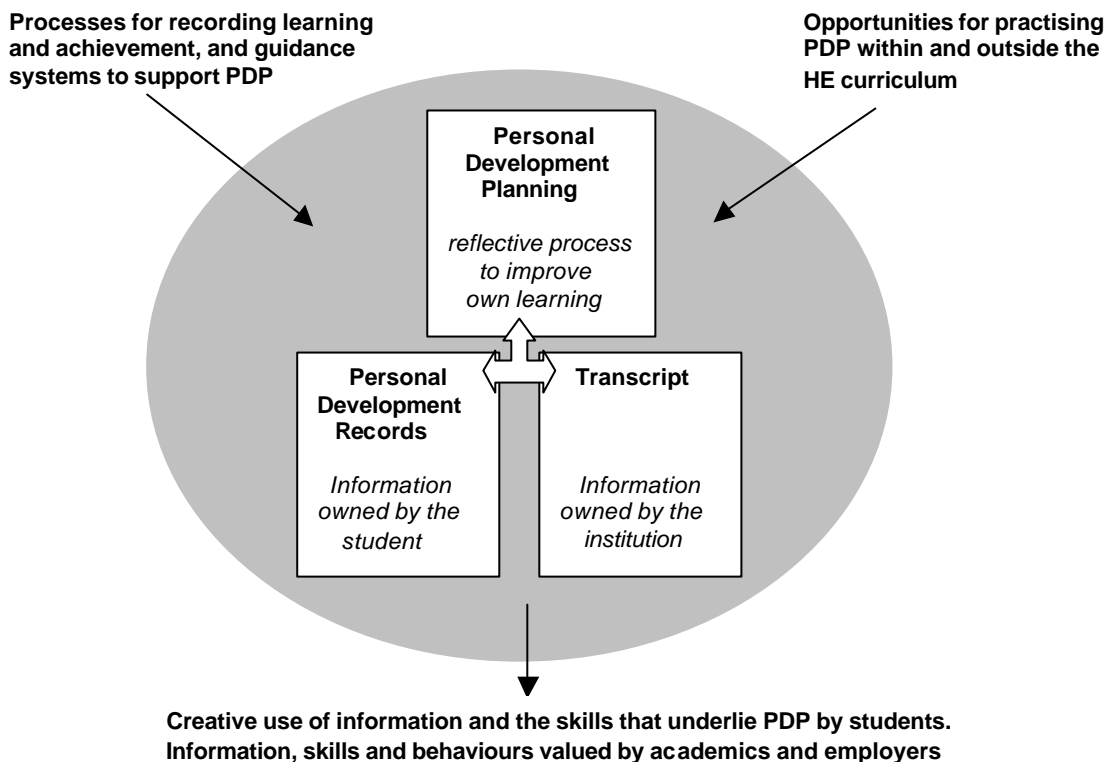 Processes for recording learning
and achievement, and guidance
systems to support PDP
Opportunities for practising
PDP within and outside the
HE curriculum
Personal
Development
Planning
reflective process
to improve
own learning
Personal
Development
Records
Information
owned by the
student
Transcript
Information
owned by the
institution
Creative use of information and the skills that underlie PDP by students.
Information, skills and behaviours valued by academics and employers